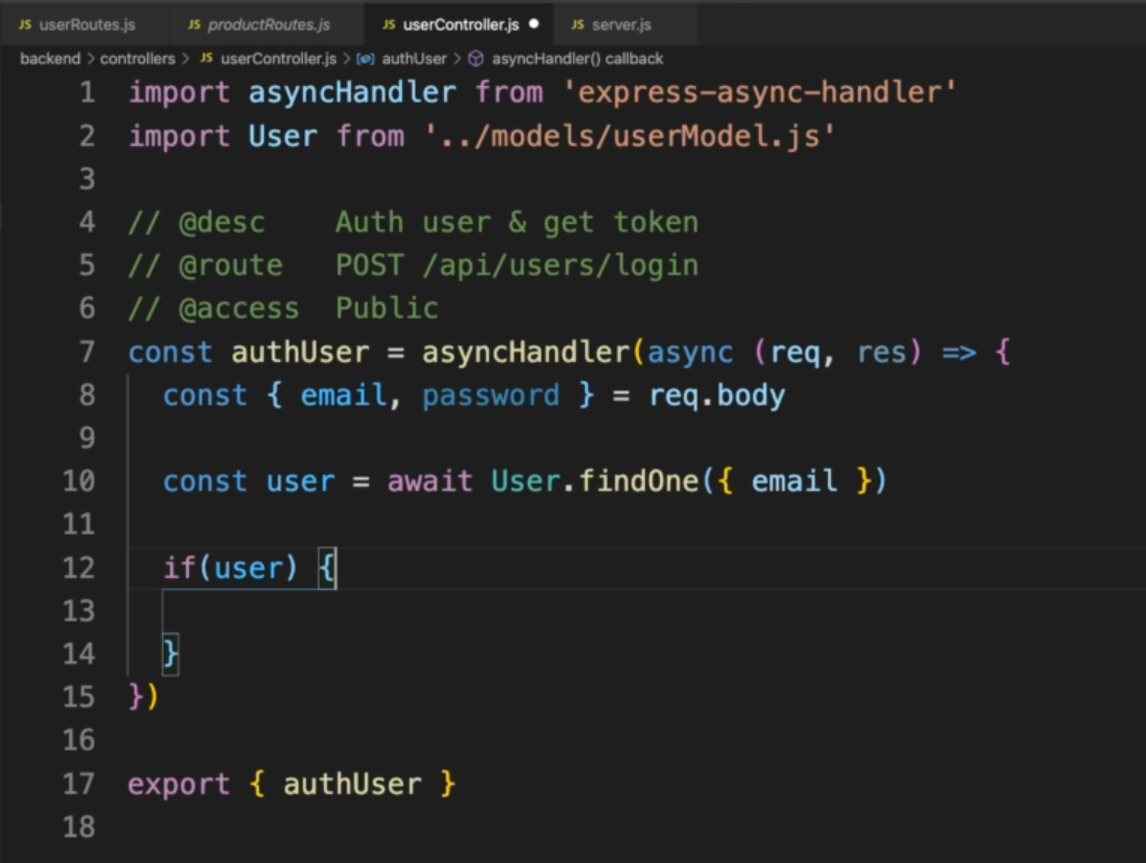 JS userRoutes.js JS productRoutes.js JS userController.js JS server.js
backend > controllers > JS userController.js > authUser > asyncHandler() callback
1 import asyncHandler from 'express-async-handler'
2 import User from '../models/userModel.js'
3
4 // @desc    Auth user & get token
5 // @route   POST /api/users/login
6 // @access  Public
7 const authUser = asyncHandler(async (req, res) => {
8   const { email, password } = req.body
9
10   const user = await User.findOne({ email })
11
12   if(user) {
13
14   }
15 })
16
17 export { authUser }
18